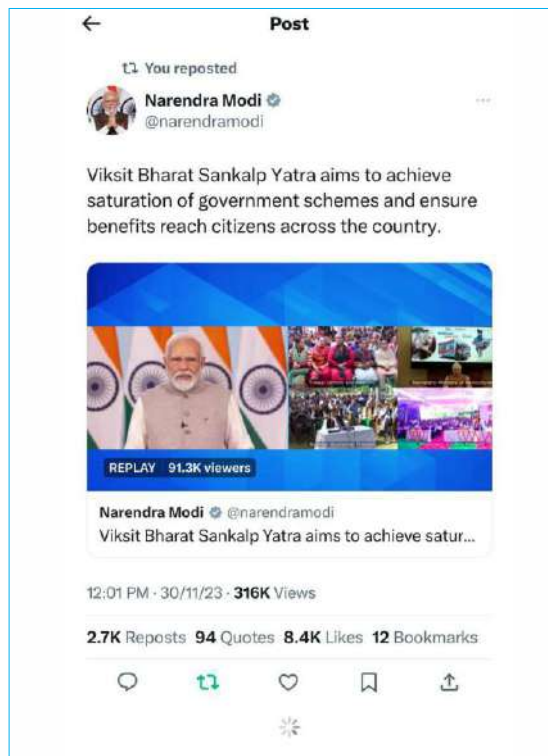 Post
You reposted
Narendra Modi
@narendramodi
Viksit Bharat Sankalp Yatra aims to achieve
saturation of government schemes and ensure
benefits reach citizens across the country.
REPLAY 91.3K viewers
Narendra Modi @narendramodi
Viksit Bharat Sankalp Yatra aims to achieve satur...
12:01 PM · 30/11/23 · 316K Views
2.7K Reposts 94 Quotes 8.4K Likes 12 Bookmarks